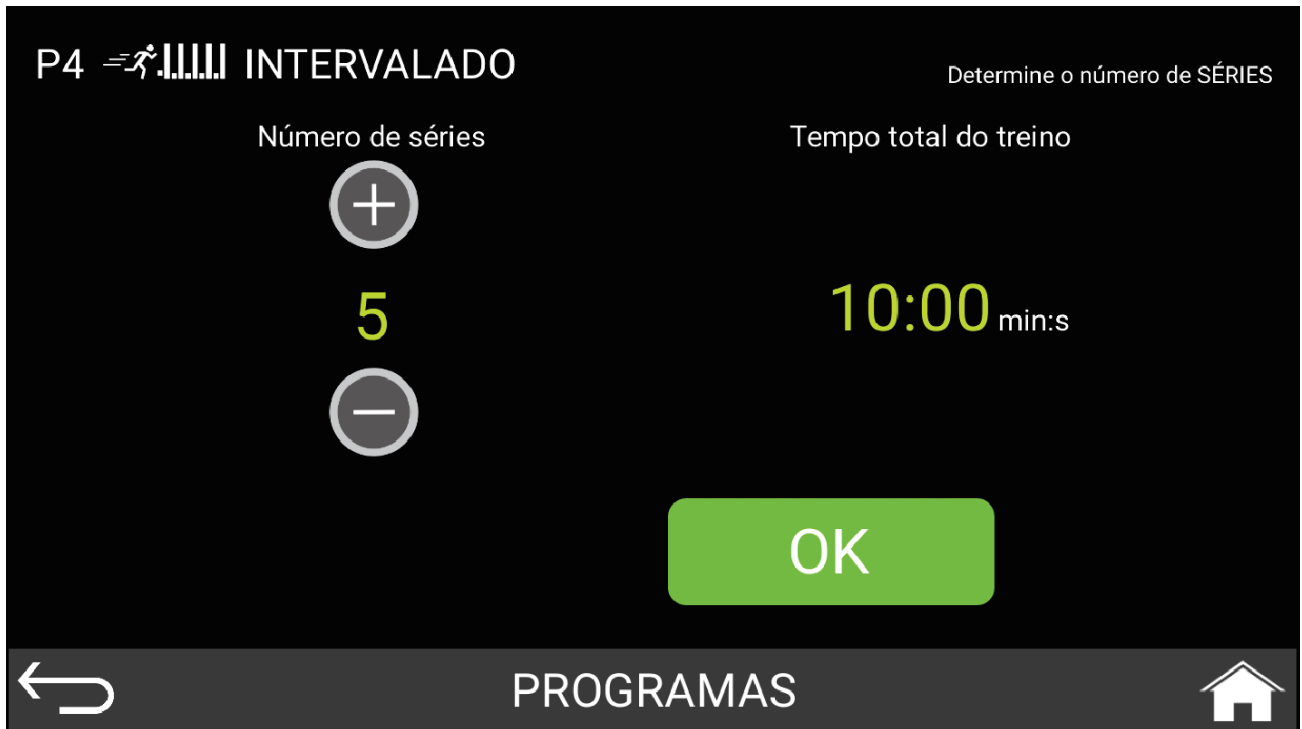 P4 INTERVALADO
Determine o número de SÉRIES
Número de séries
Tempo total do treino
5
10:00 min:s
OK
PROGRAMAS